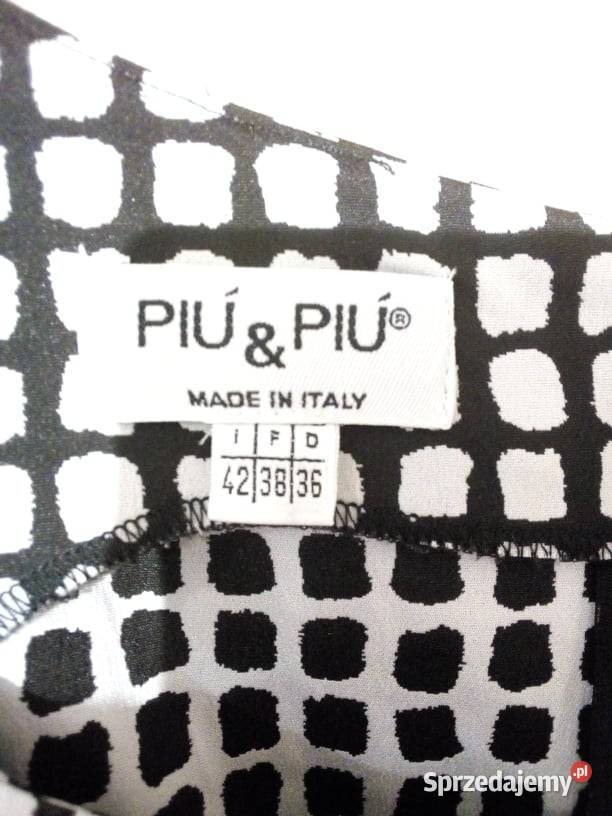 PIÚ & PIÚ®
MADE IN ITALY
I F D
42 38 36
Sprzedajemy.pl